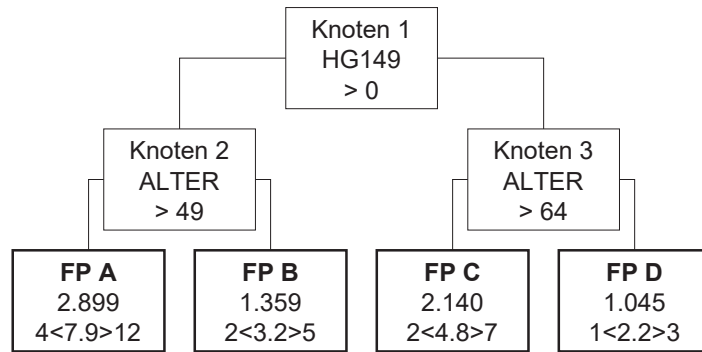 Knoten 1
HG149
> 0
Knoten 2
ALTER
> 49
Knoten 3
ALTER
> 64
FP A
2.899
4<7.9>12
FP B
1.359
2<3.2>5
FP C
2.140
2<4.8>7
FP D
1.045
1<2.2>3